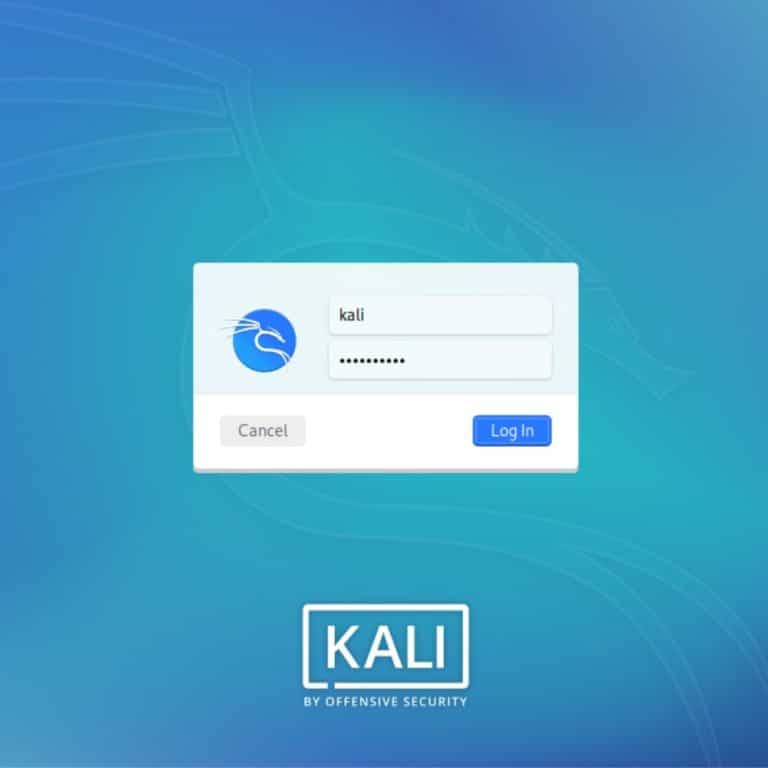 kali
••••••••••
Cancel
Log In
KALI
BY OFFENSIVE SECURITY